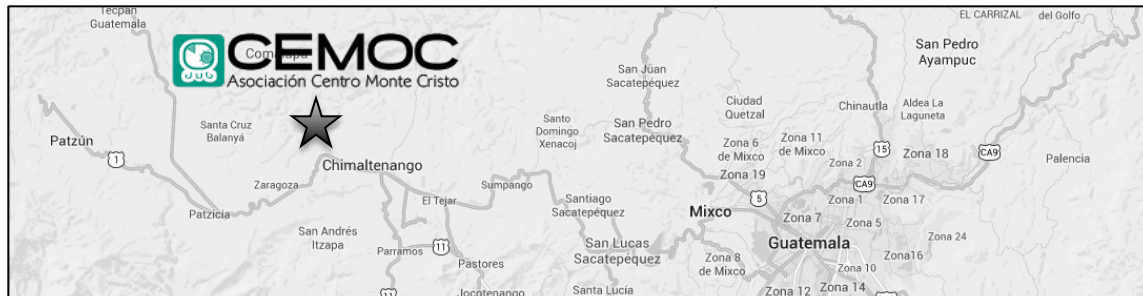 Tecpán
Guatemala
EL CARRIZAL
del Golfo
CEMOC
Asociación Centro Monte Cristo
San Pedro
Ayampuc
San Juan
Sacatepéquez
Ciudad
Quetzal
Chinautla
Aldea La
Laguneta
Patzún
Santa Cruz
Balanyá
Santo
Domingo
Xenacoj
San Pedro
Sacatepéquez
Zona 6
de Mixco
Zona 11
de Mixco
15
Zona 18
CA9
Palencia
1
Chimaltenango
Zona 2
Zona 19
CA9
Zaragoza
Sumpango
El Tejar
Santiago
Sacatepéquez
5
Zona 1
Zona 17
Patzicía
Mixco
Zona 7
Zona 5
San Andrés
Itzapa
Parramos
11
San Lucas
Sacatepéquez
Guatemala
Zona 24
Zona 8
de Mixco
Zona16
Zona 10
Pastores
Jocotenango
Santa Lucía
Zona 12
Zona 14
11